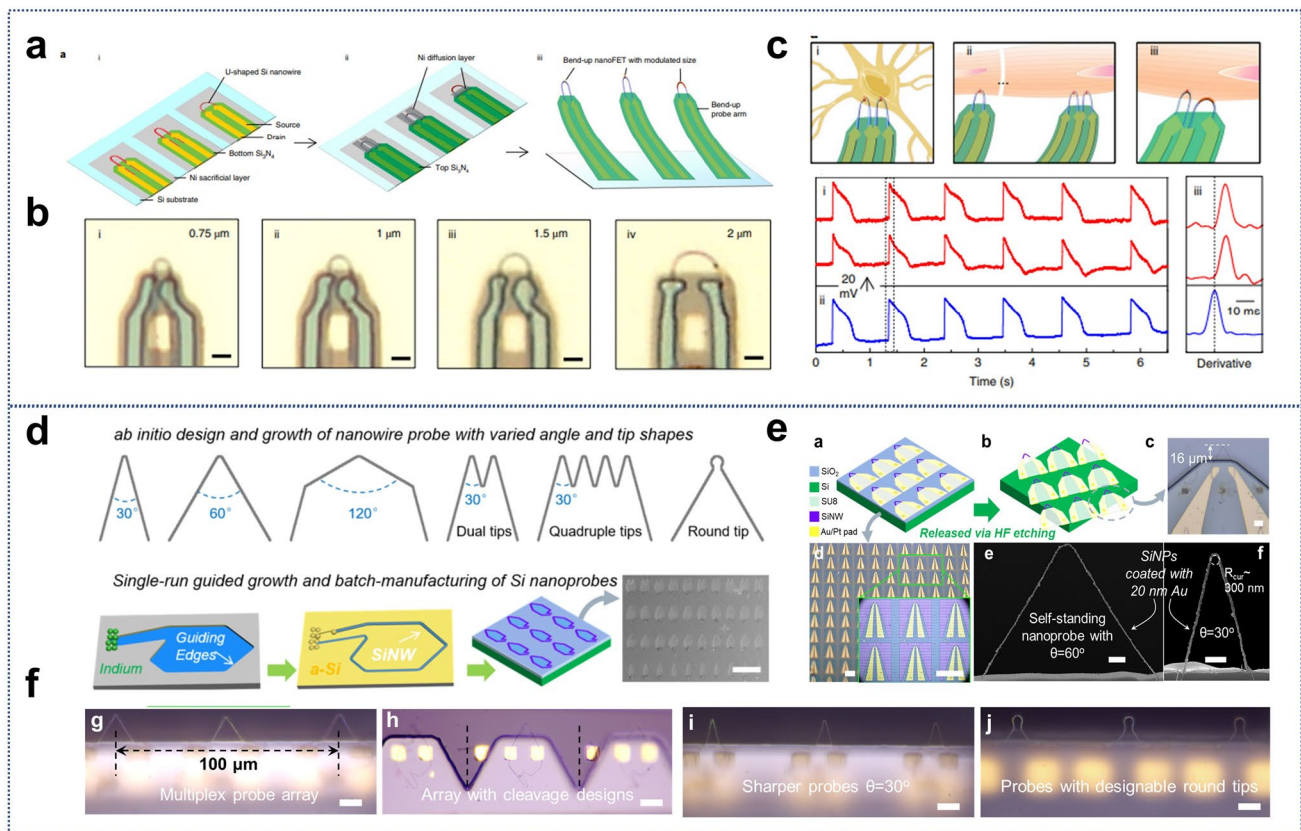 a
a
i
ii
iii
U-shaped Si nanowire
Source
Drain
Bottom Si₃N₄
Ni sacrificial layer
Si substrate
Ni diffusion layer
Top Si₃N₄
Bend-up nanoFET with modulated size
Bend-up
probe arm
b
i
0.75 μm
ii
1 μm
iii
1.5 μm
iv
2 μm
c
i
ii
iii
i
20
mV
ii
iii
10 ms
0 1 2 3 4 5 6
Time (s)
Derivative
d
ab initio design and growth of nanowire probe with varied angle and tip shapes
30°
60°
120°
30°
Dual tips
30°
Quadruple tips
Round tip
Single-run guided growth and batch-manufacturing of Si nanoprobes
Indium
Guiding
Edges
a-Si
SiNW
e
a
SiO₂
Si
SU8
SiNW
Au/Pt pad
b
Released via HF etching
c
16 μm
d
e
Self-standing
nanoprobe with
θ=60º
SiNPs
coated with
20 nm Au
f
Rcur~
300 nm
θ=30º
f
g
100 μm
Multiplex probe array
h
Array with cleavage designs
i
Sharper probes θ=30º
j
Probes with designable round tips